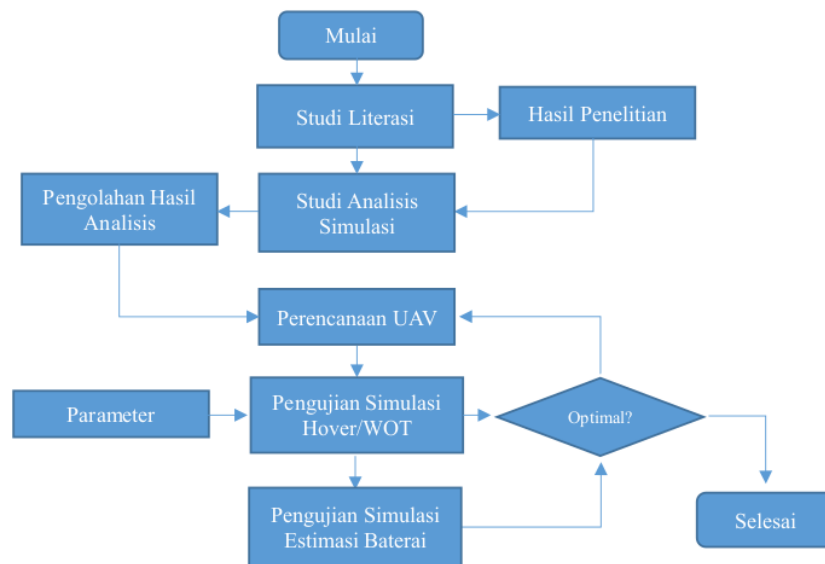 Mulai
Studi Literasi
Hasil Penelitian
Pengolahan Hasil
Analisis
Studi Analisis
Simulasi
Perencanaan UAV
Parameter
Pengujian Simulasi
Hover/WOT
Optimal?
Pengujian Simulasi
Estimasi Baterai
Selesai